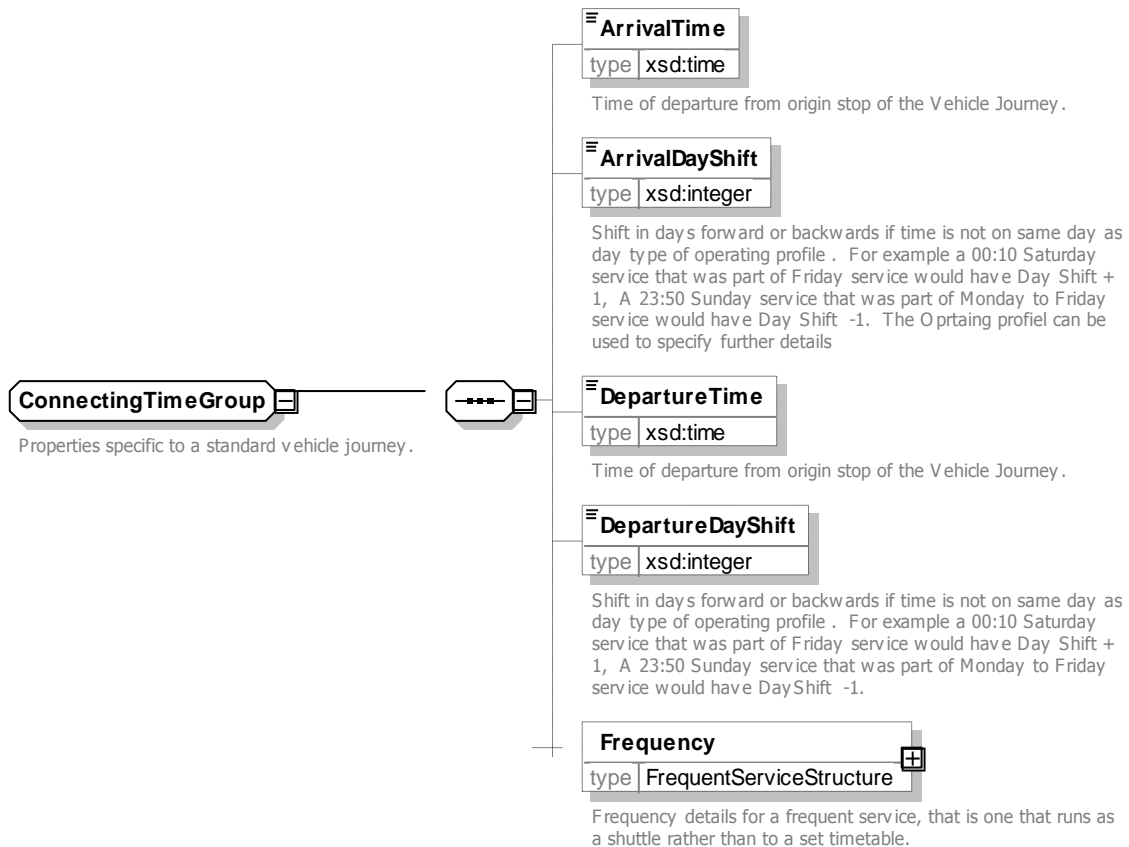 ArrivalTime
type xsd:time
Time of departure from origin stop of the Vehicle Journey.
ArrivalDayShift
type xsd:integer
Shift in days forward or backwards if time is not on same day as
day type of operating profile . For example a 00:10 Saturday
service that was part of Friday service would have Day Shift +
1, A 23:50 Sunday service that was part of Monday to Friday
service would have Day Shift -1. The Oprtaing profiel can be
used to specify further details
ConnectingTimeGroup
Properties specific to a standard vehicle journey.
DepartureTime
type xsd:time
Time of departure from origin stop of the Vehicle Journey.
DepartureDayShift
type xsd:integer
Shift in days forward or backwards if time is not on same day as
day type of operating profile . For example a 00:10 Saturday
service that was part of Friday service would have Day Shift +
1, A 23:50 Sunday service that was part of Monday to Friday
service would have DayShift -1.
Frequency
type FrequentServiceStructure
Frequency details for a frequent service, that is one that runs as
a shuttle rather than to a set timetable.